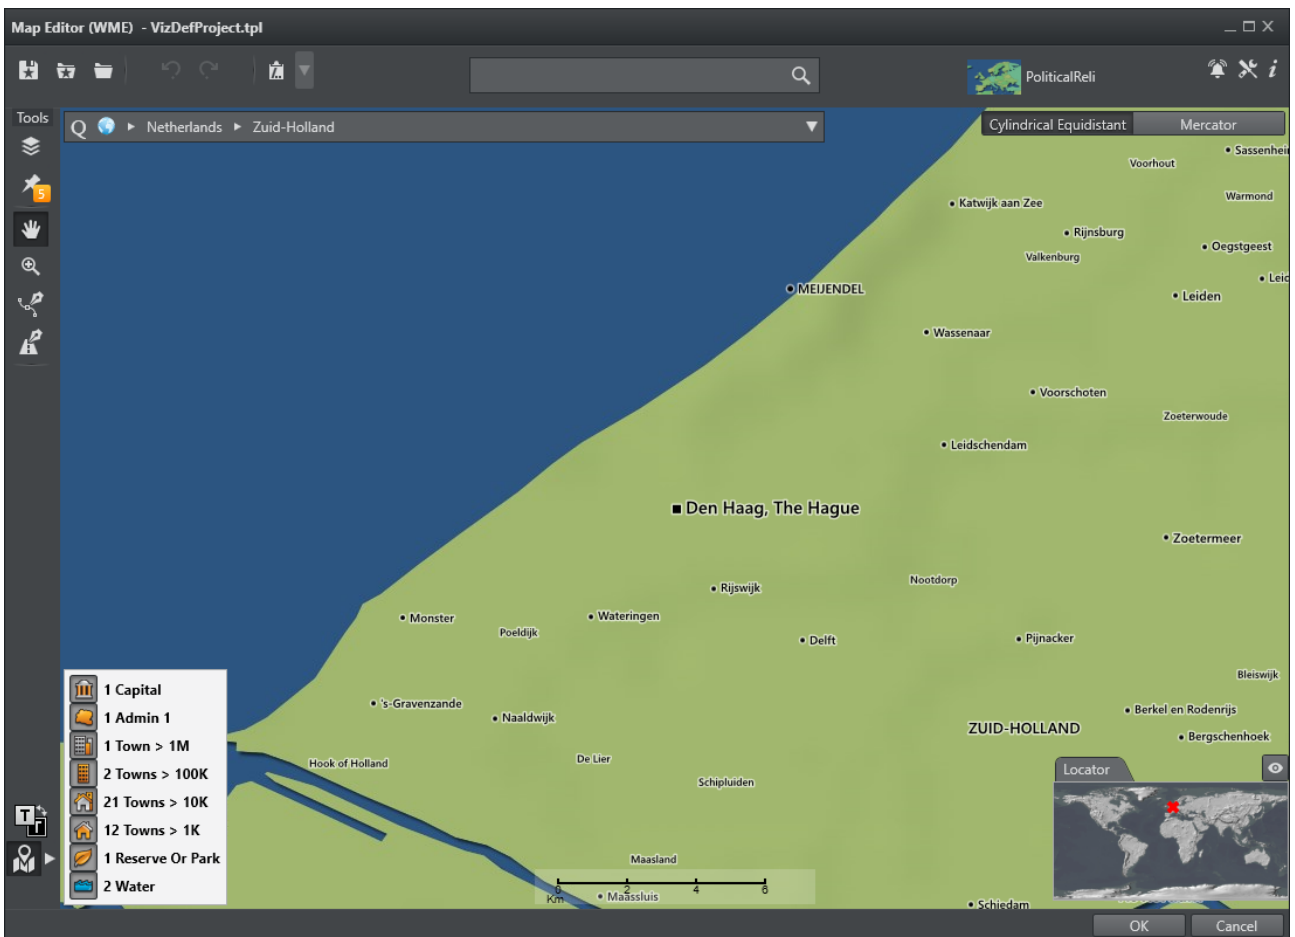 Map Editor (WME) - VizDefProject.tpl
PoliticalReli
Tools
Netherlands
Zuid-Holland
Cylindrical Equidistant
Mercator
5
Voorhout
Sassenhei
Katwijk aan Zee
Warmond
Rijnsburg
Valkenburg
Oegstgeest
MEIJENDEL
Leid
Leiden
Wassenaar
Voorschoten
Zoeterwoude
Leidschendam
Den Haag, The Hague
Zoetermeer
Nootdorp
Rijswijk
Monster
Wateringen
Poeldijk
Delft
Pijnacker
Bleiswijk
's-Gravenzande
Naaldwijk
Berkel en Rodenrijs
ZUID-HOLLAND
Bergschenhoek
Hook of Holland
De Lier
Schipluiden
Locator
1 Capital
1 Admin 1
1 Town > 1M
2 Towns > 100K
21 Towns > 10K
12 Towns > 1K
1 Reserve Or Park
2 Water
Maasland
0 2 4 6
Km
Maassluis
Schiedam
OK
Cancel